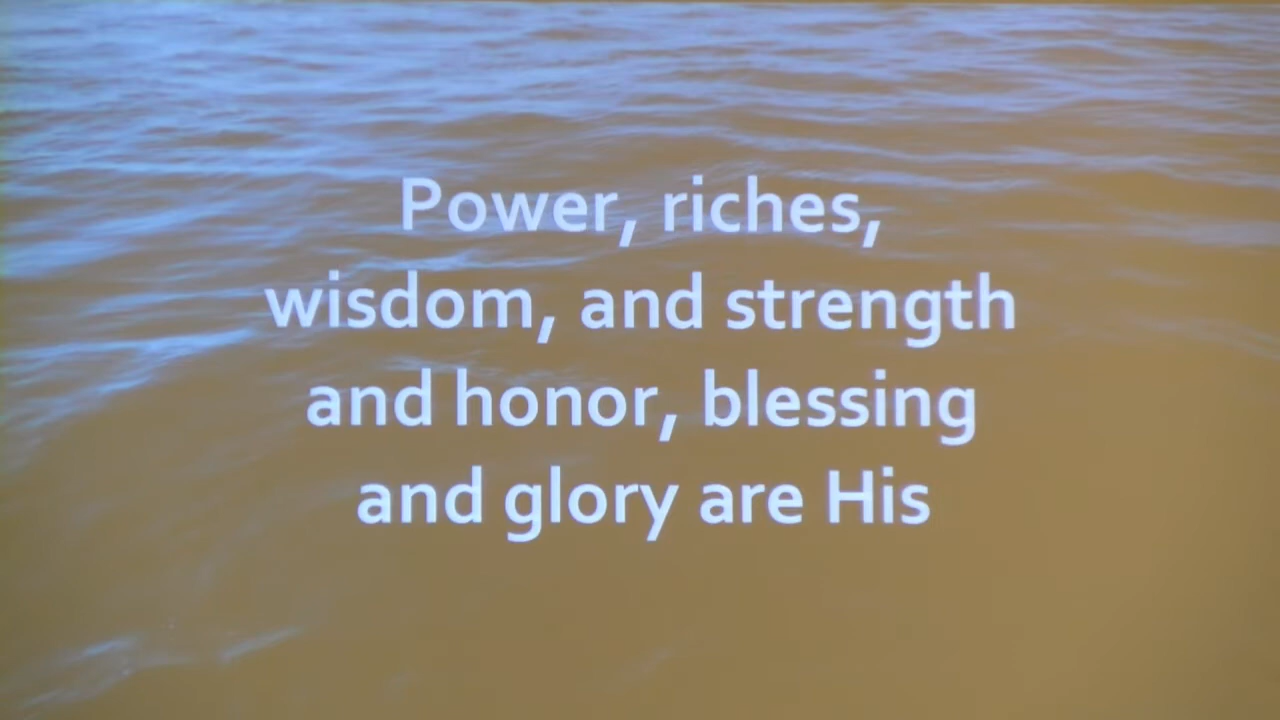 Power, riches,
wisdom, and strength
and honor, blessing
and glory are His